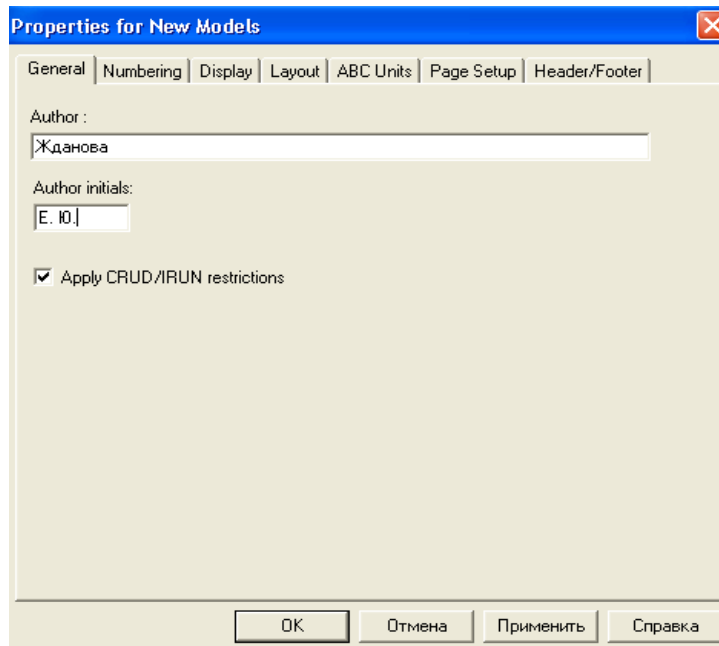 Properties for New Models
General Numbering Display Layout ABC Units Page Setup Header/Footer
Author :
Жданова
Author initials:
Е. Ю.
Apply CRUD/IRUN restrictions
OK Отмена Применить Справка